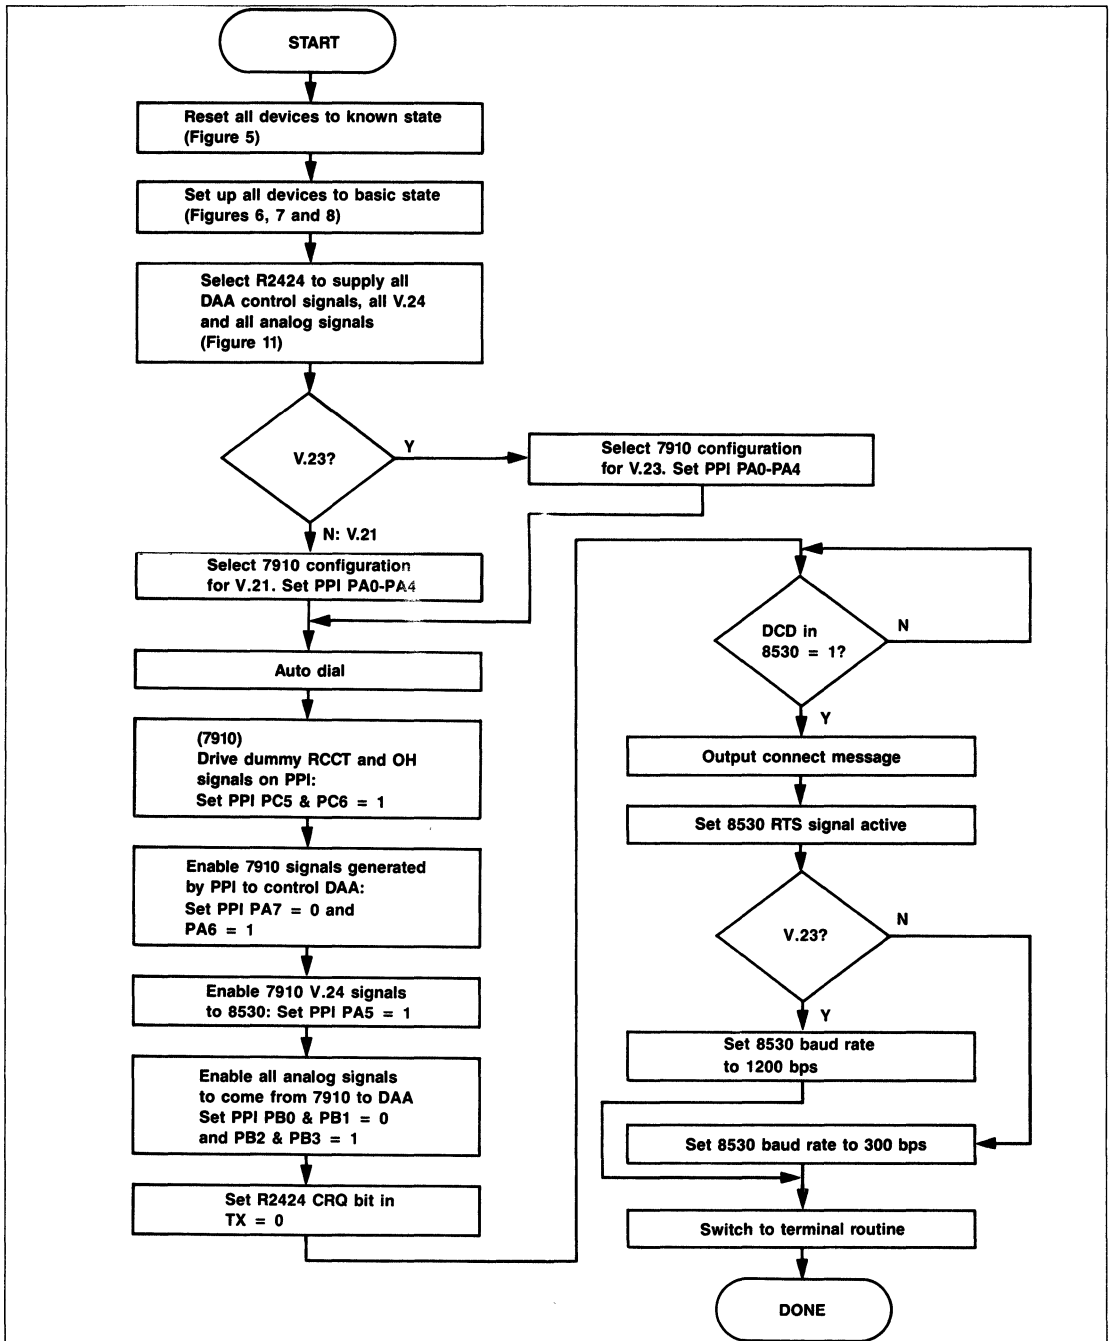 START
Reset all devices to known state
(Figure 5)
Set up all devices to basic state
(Figures 6, 7 and 8)
Select R2424 to supply all
DAA control signals, all V.24
and all analog signals
(Figure 11)
V.23?
Y
Select 7910 configuration
for V.23. Set PPI PA0-PA4
N: V.21
Select 7910 configuration
for V.21. Set PPI PA0-PA4
Auto dial
(7910)
Drive dummy RCCT and OH
signals on PPI:
Set PPI PC5 & PC6 = 1
Enable 7910 signals generated
by PPI to control DAA:
Set PPI PA7 = 0 and
PA6 = 1
Enable 7910 V.24 signals
to 8530: Set PPI PA5 = 1
Enable all analog signals
to come from 7910 to DAA
Set PPI PB0 & PB1 = 0
and PB2 & PB3 = 1
Set R2424 CRQ bit in
TX = 0
DCD in
8530 = 1?
N
Y
Output connect message
Set 8530 RTS signal active
V.23?
N
Y
Set 8530 baud rate
to 1200 bps
Set 8530 baud rate to 300 bps
Switch to terminal routine
DONE